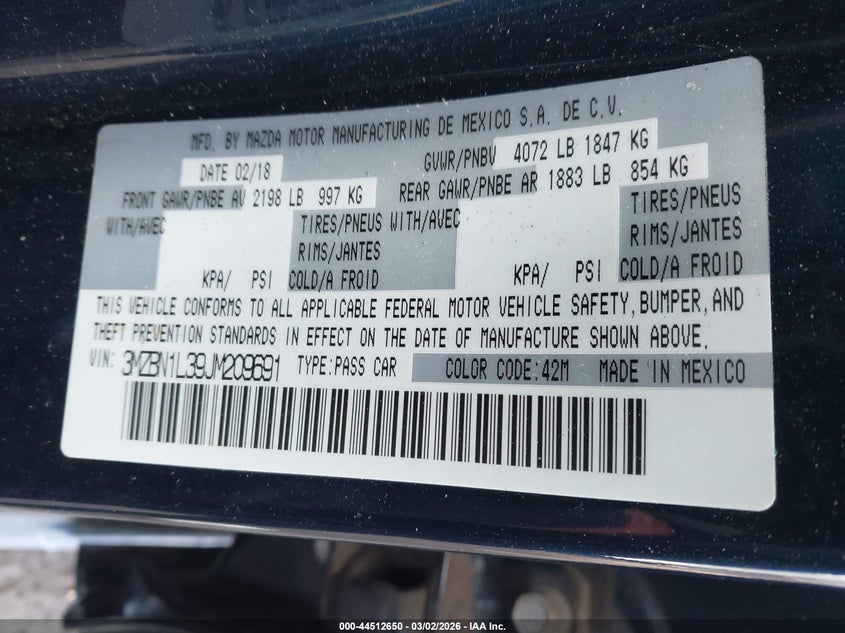 MFD. BY MAZDA MOTOR MANUFACTURING DE MEXICO S.A. DE C.V.
DATE 02/18 GVWR/PNBV 4072 LB 1847 KG
FRONT GAWR/PNBE AV 2198 LB 997 KG REAR GAWR/PNBE AR 1883 LB 854 KG
WITH/AVEC TIRES/PNEUS WITH/AVEC TIRES/PNEUS
RIMS/JANTES RIMS/JANTES
KPA/ PSI COLD/A FROID KPA/ PSI COLD/A FROID
THIS VEHICLE CONFORMS TO ALL APPLICABLE FEDERAL MOTOR VEHICLE SAFETY, BUMPER, AND
THEFT PREVENTION STANDARDS IN EFFECT ON THE DATE OF MANUFACTURE SHOWN ABOVE.
VIN: 3MZBN1L39JM209691 TYPE:PASS CAR COLOR CODE:42M MADE IN MEXICO
000-44512650 | 03/02/2026 | IAA Inc.